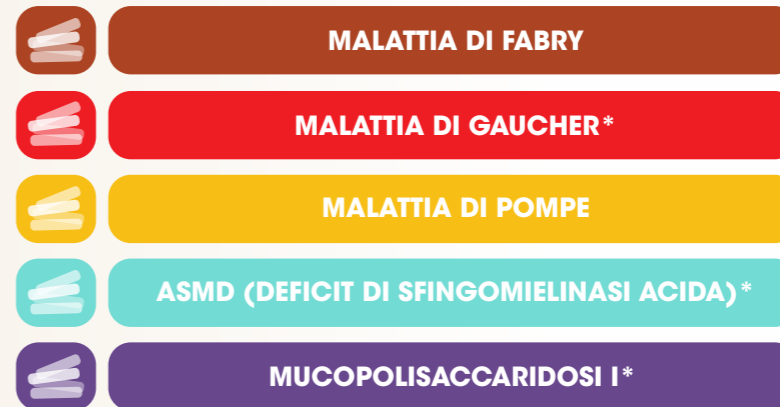 MALATTIA DI FABRY
MALATTIA DI GAUCHER*
MALATTIA DI POMPE
ASMD (DEFICIT DI SFINGOMIELINASI ACIDA)*
MUCOPOLISACCARIDOSI I*